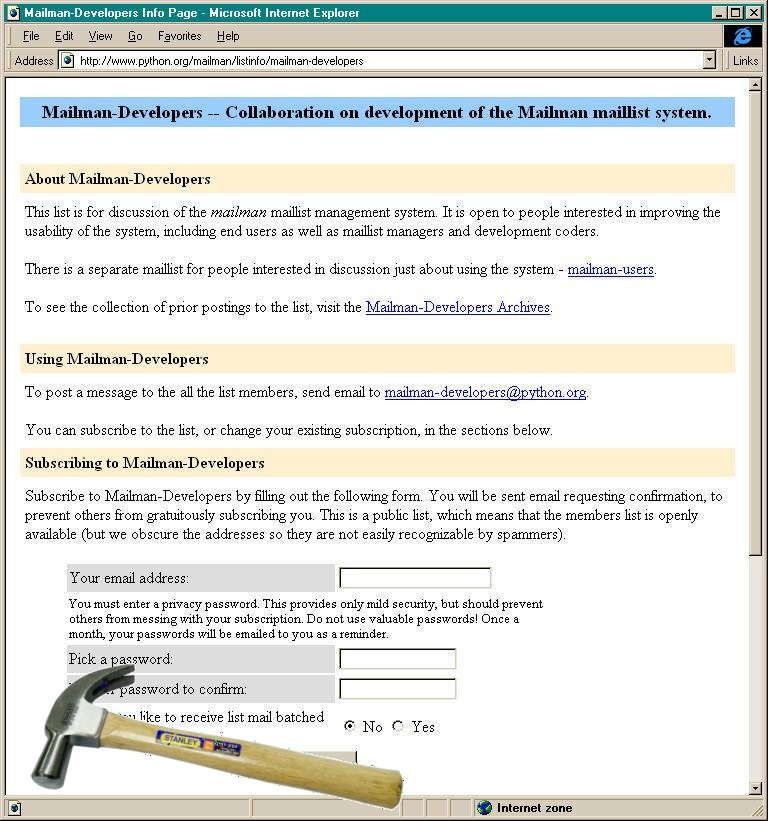 Mailman-Developers Info Page - Microsoft Internet Explorer
File Edit View Go Favorites Help
Address http://www.python.org/mailman/listinfo/mailman-developers Links
Mailman-Developers -- Collaboration on development of the Mailman maillist system.
About Mailman-Developers
This list is for discussion of the mailman maillist management system. It is open to people interested in improving the
usability of the system, including end users as well as maillist managers and development coders.
There is a separate maillist for people interested in discussion just about using the system - mailman-users.
To see the collection of prior postings to the list, visit the Mailman-Developers Archives.
Using Mailman-Developers
To post a message to the all the list members, send email to mailman-developers@python.org.
You can subscribe to the list, or change your existing subscription, in the sections below.
Subscribing to Mailman-Developers
Subscribe to Mailman-Developers by filling out the following form. You will be sent email requesting confirmation, to
prevent others from gratuitously subscribing you. This is a public list, which means that the members list is openly
available (but we obscure the addresses so they are not easily recognizable by spammers).
Your email address:
You must enter a privacy password. This provides only mild security, but should prevent
others from messing with your subscription. Do not use valuable passwords! Once a
month, your passwords will be emailed to you as a reminder.
Pick a password:
password to confirm:
like to receive list mail batched
No Yes
STANLEY
Internet zone